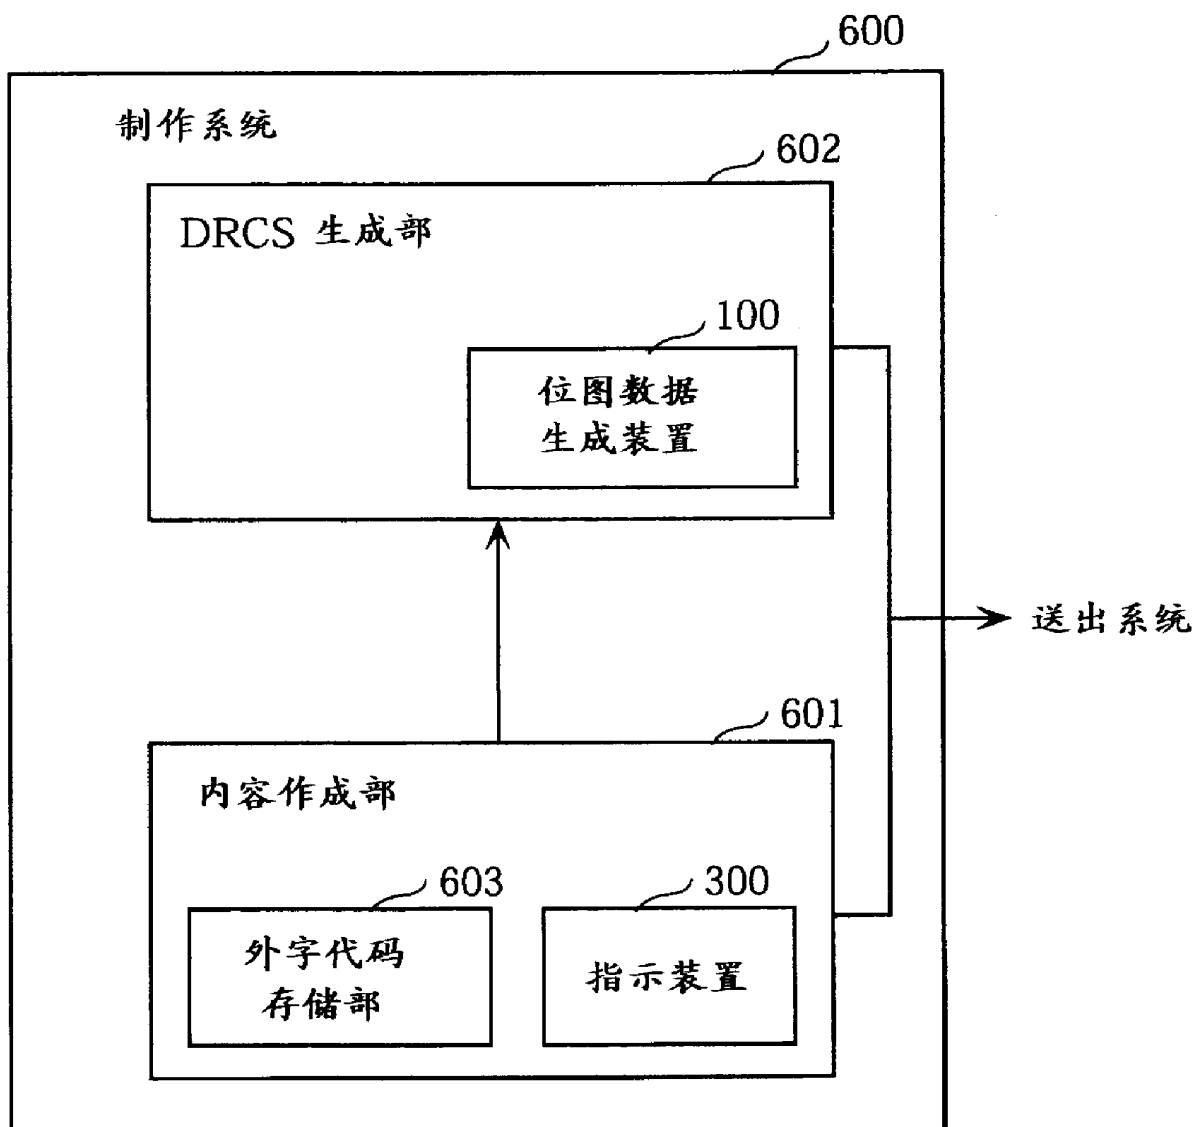 600
制作系统
602
DRCS 生成部
100
位图数据
生成装置
送出系统
601
内容作成部
603
300
外字代码
存储部
指示装置